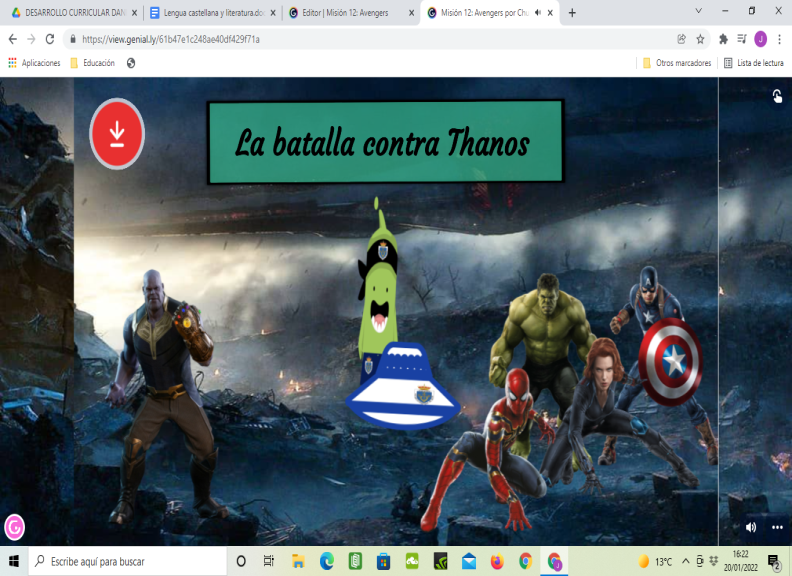 DESARROLLO CURRICULAR DAN
Lengua castellana y literatura.do
Editor | Misión 12: Avengers
Misión 12: Avengers por Ch
https://view.genial.ly/61b47e1c248ae40df429f71a
Aplicaciones
Educación
Otros marcadores
Lista de lectura
La batalla contra Thanos
Escribe aquí para buscar
13°C
16:22
20/01/2022